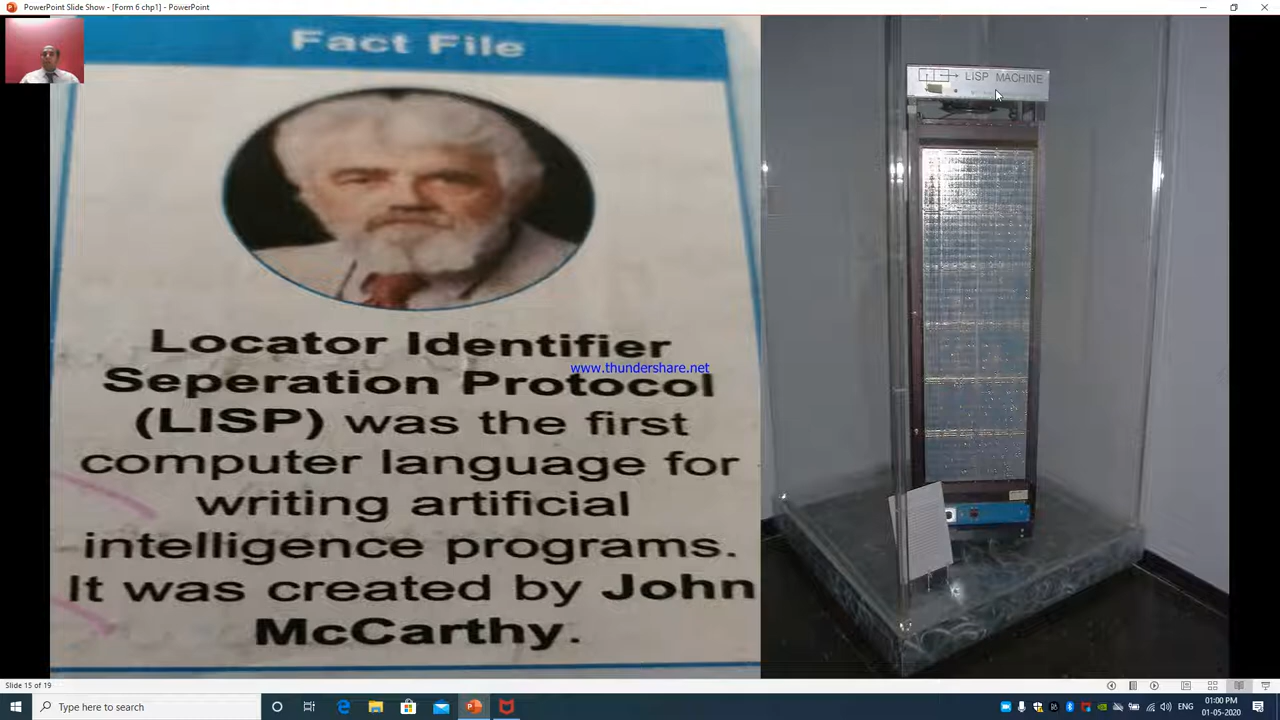 PowerPoint Slide Show - [Form 6 chp1] - PowerPoint
Fact File
Locator Identifier
Seperation Protocol
(LISP) was the first
computer language for
writing artificial
intelligence programs.
It was created by John
McCarthy.
www.thundershare.net
LISP MACHINE
Slide 15 of 19
Type here to search
ENG
01:00 PM
01-05-2020